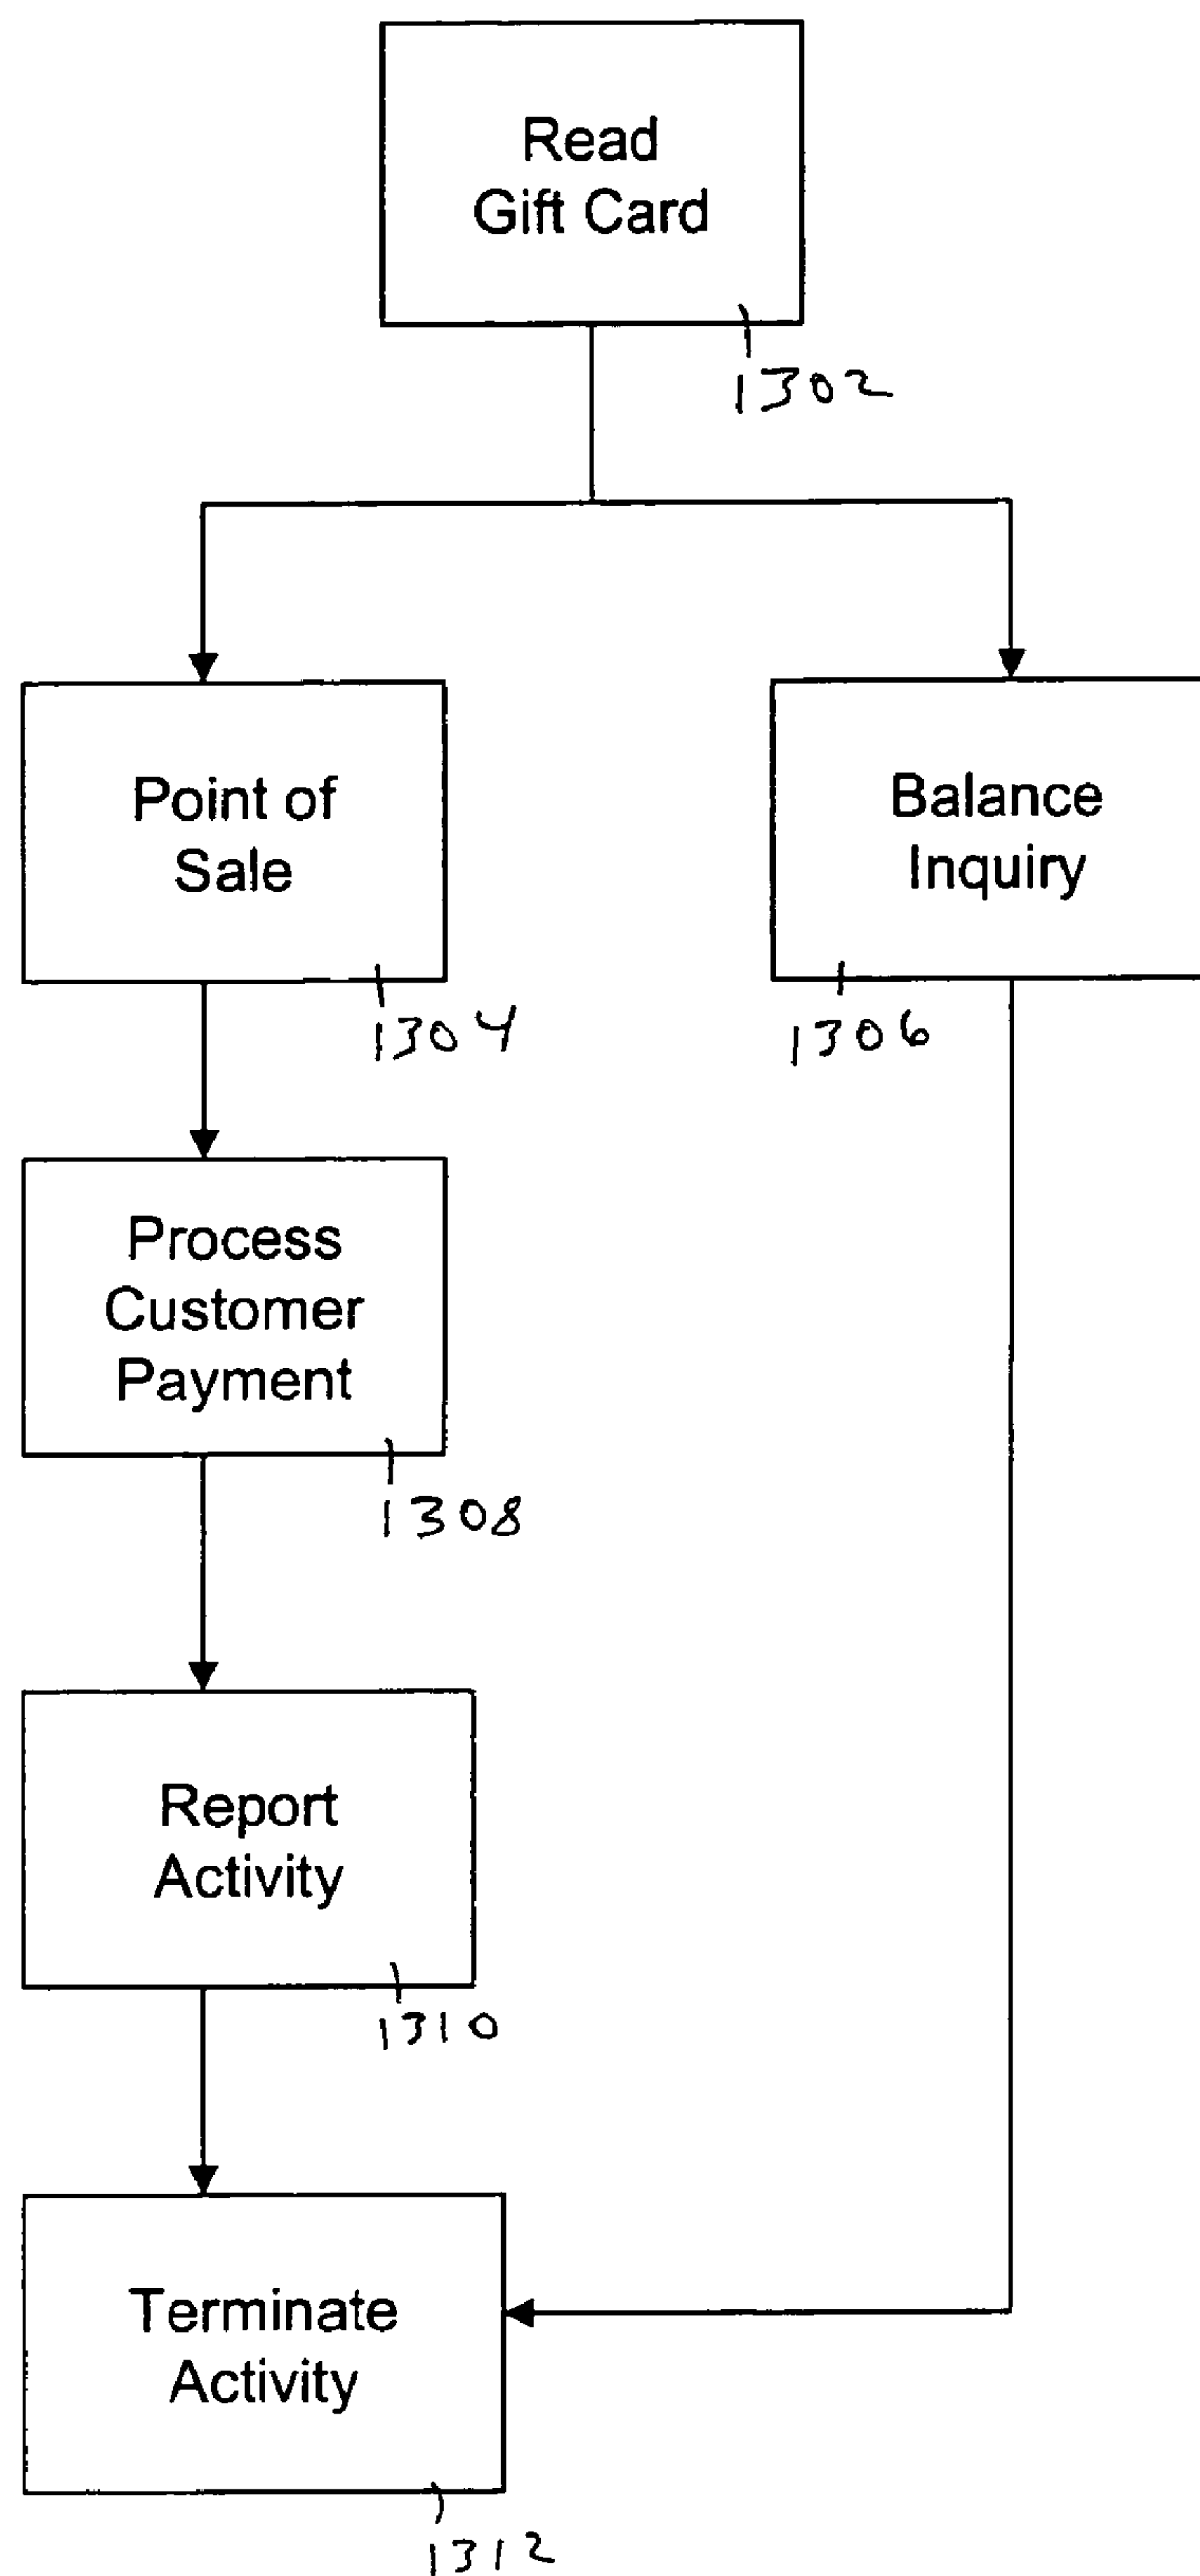 Read
Gift Card
1302
Point of
Sale
1304
Balance
Inquiry
1306
Process
Customer
Payment
1308
Report
Activity
1310
Terminate
Activity
1312